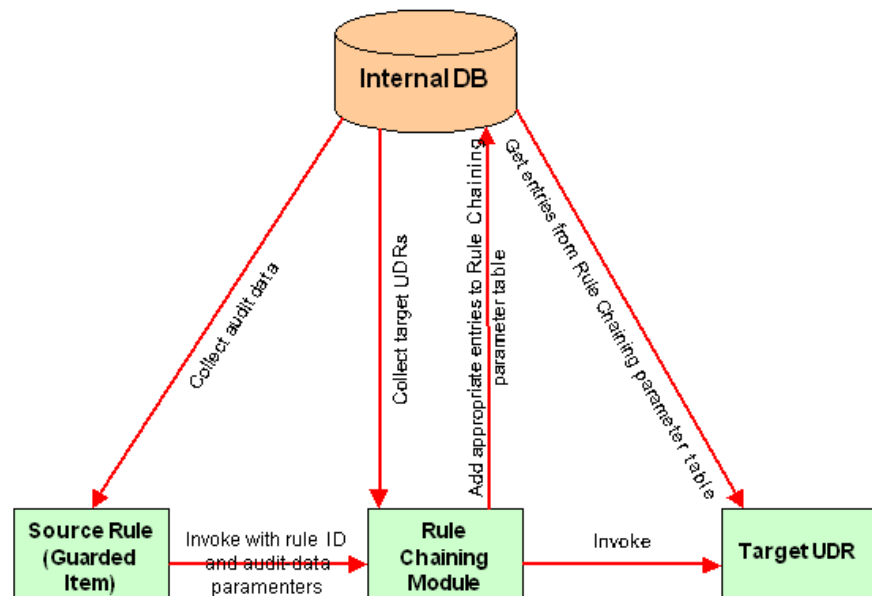 Internal DB
Collect audit data
Collect target UDRs
Add appropriate entries to Rule Chaining
parameter table
Get entries from Rule Chaining parameter table
Source Rule
(Guarded
Item)
Invoke with rule ID
and audit-data
paramenters
Rule
Chaining
Module
Invoke
Target UDR